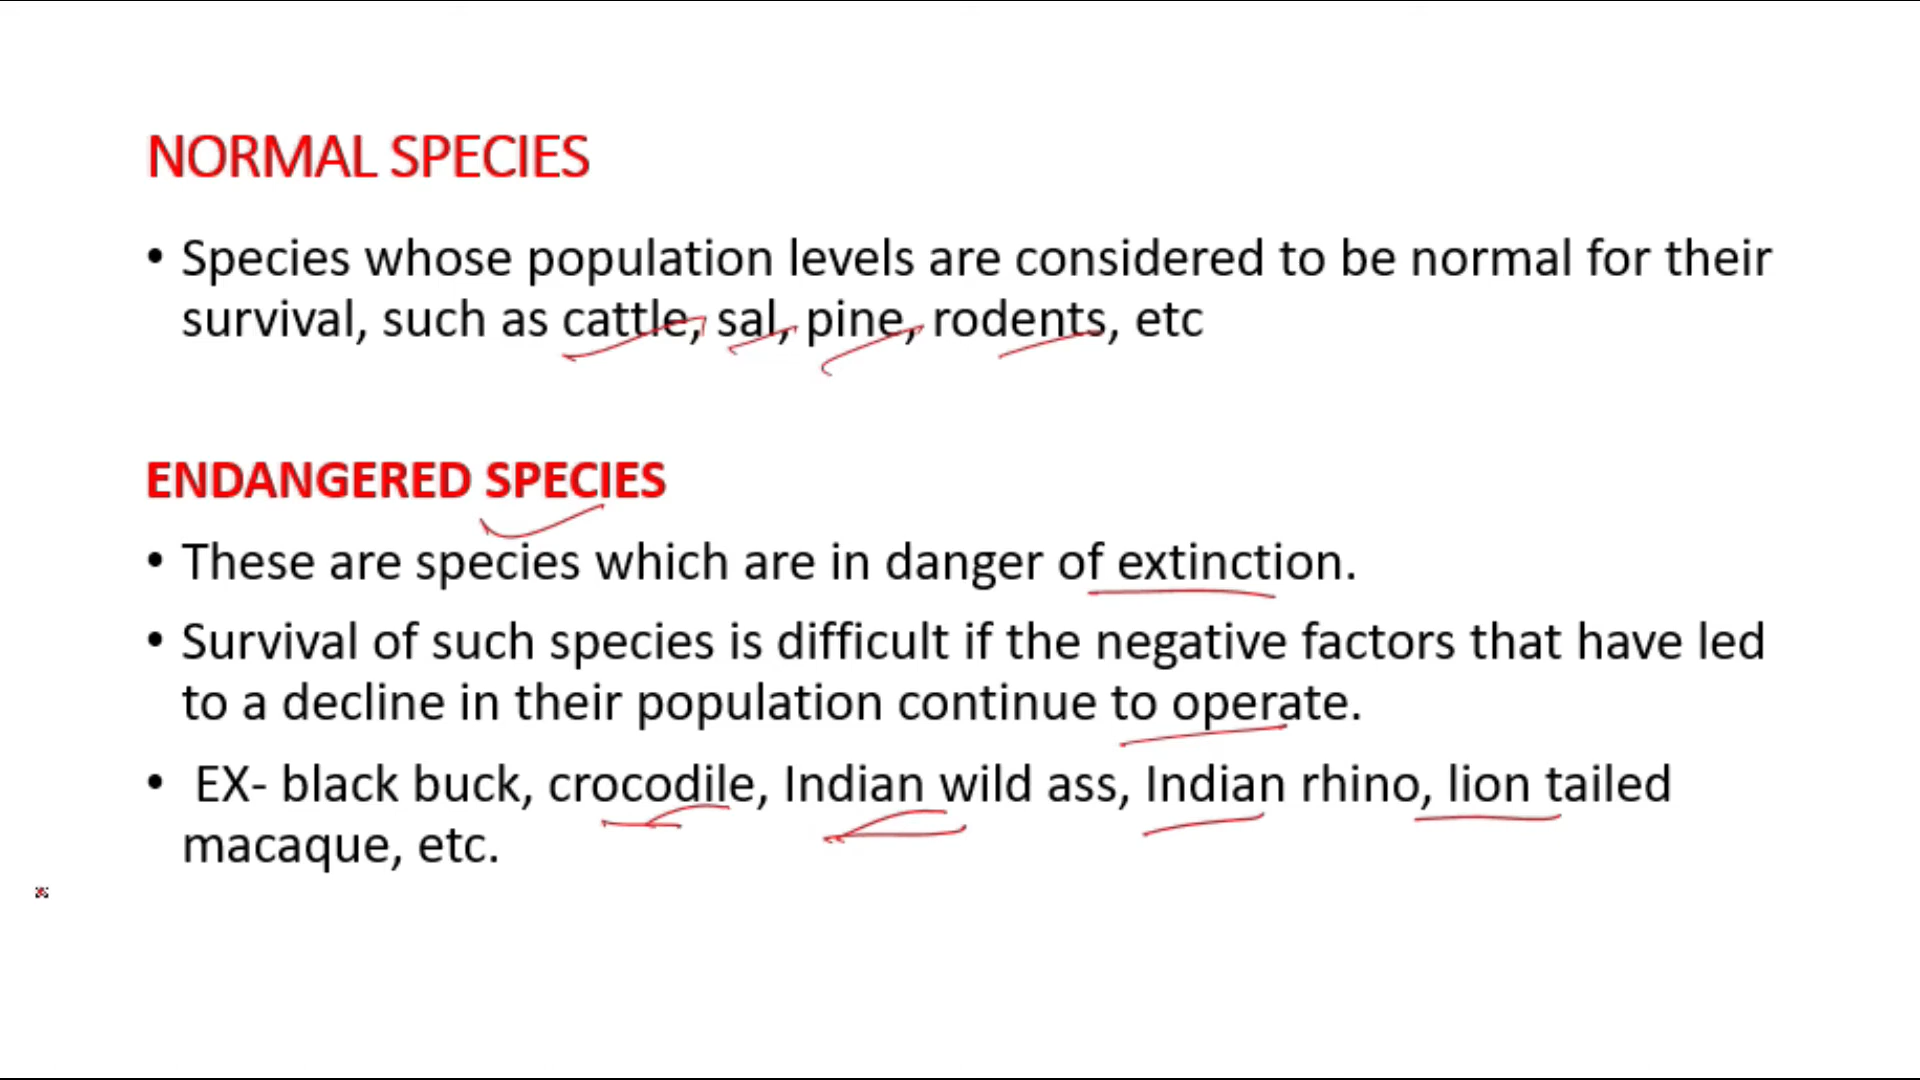 NORMAL SPECIES
• Species whose population levels are considered to be normal for their
survival, such as cattle, sal, pine, rodents, etc
ENDANGERED SPECIES
• These are species which are in danger of extinction.
• Survival of such species is difficult if the negative factors that have led
to a decline in their population continue to operate.
• EX- black buck, crocodile, Indian wild ass, Indian rhino, lion tailed
macaque, etc.